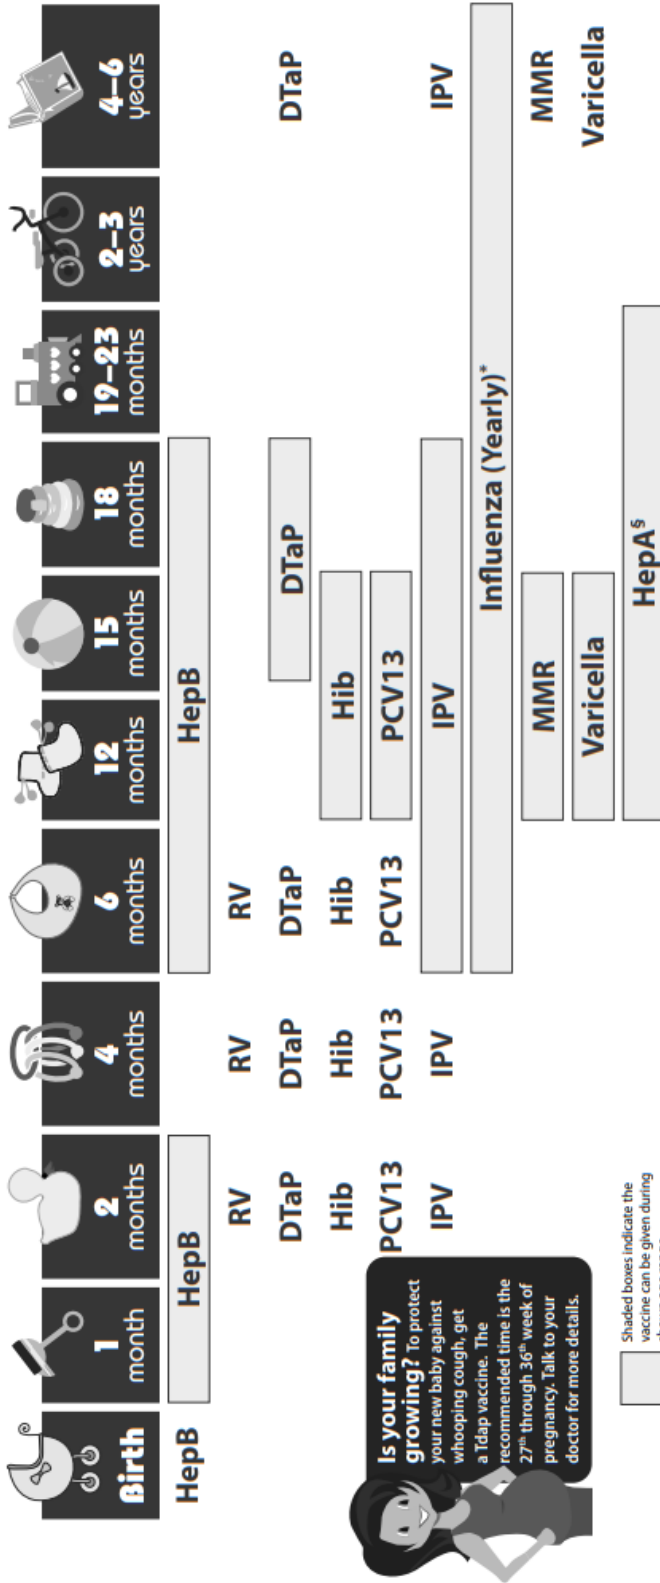 Birth
1
month
2
months
4
months
6
months
12
months
15
months
18
months
19–23
months
2–3
years
4–6
years
HepB
HepB
HepB
RV
RV
RV
DTaP
DTaP
DTaP
DTaP
DTaP
Hib
Hib
Hib
Hib
PCV13
PCV13
PCV13
PCV13
IPV
IPV
IPV
IPV
Influenza (Yearly)*
MMR
MMR
Varicella
Varicella
HepA§
Is your family
growing? To protect
your new baby against
whooping cough, get
a Tdap vaccine. The
recommended time is the
27th through 36th week of
pregnancy. Talk to your
doctor for more details.
Shaded boxes indicate the
vaccine can be given during